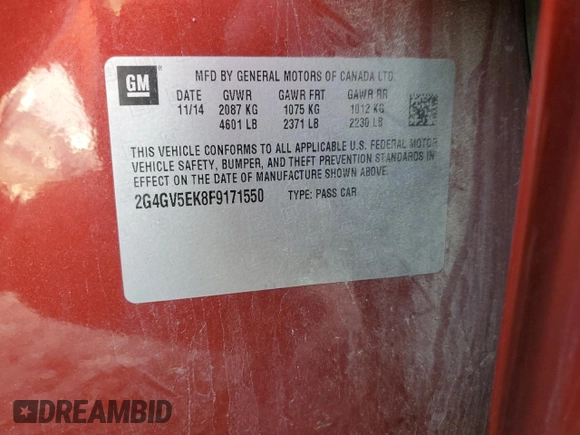 GM
MFD BY GENERAL MOTORS OF CANADA LTD.
DATE GVWR GAWR FRT GAWR RR
11/14 2087 KG 1075 KG 1012 KG
4601 LB 2371 LB 2230 LB
THIS VEHICLE CONFORMS TO ALL APPLICABLE U.S. FEDERAL MOTOR
VEHICLE SAFETY, BUMPER, AND THEFT PREVENTION STANDARDS IN
EFFECT ON THE DATE OF MANUFACTURE SHOWN ABOVE.
2G4GV5EK8F9171550 TYPE: PASS CAR
DREAMBID